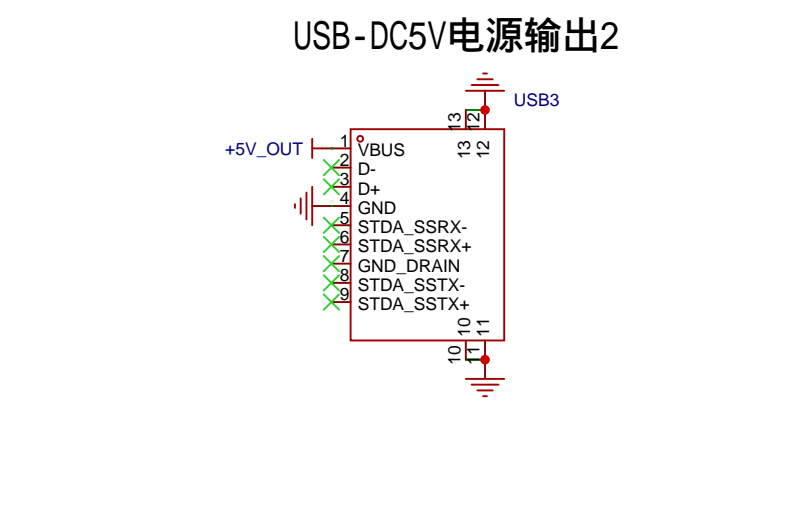 USB-DC5V电源输出2
USB3
13 12
13 12
+5V_OUT
1 VBUS
2 D-
3 D+
4 GND
5 STDA_SSRX-
6 STDA_SSRX+
7 GND_DRAIN
8 STDA_SSTX-
9 STDA_SSTX+
10 11
10 11